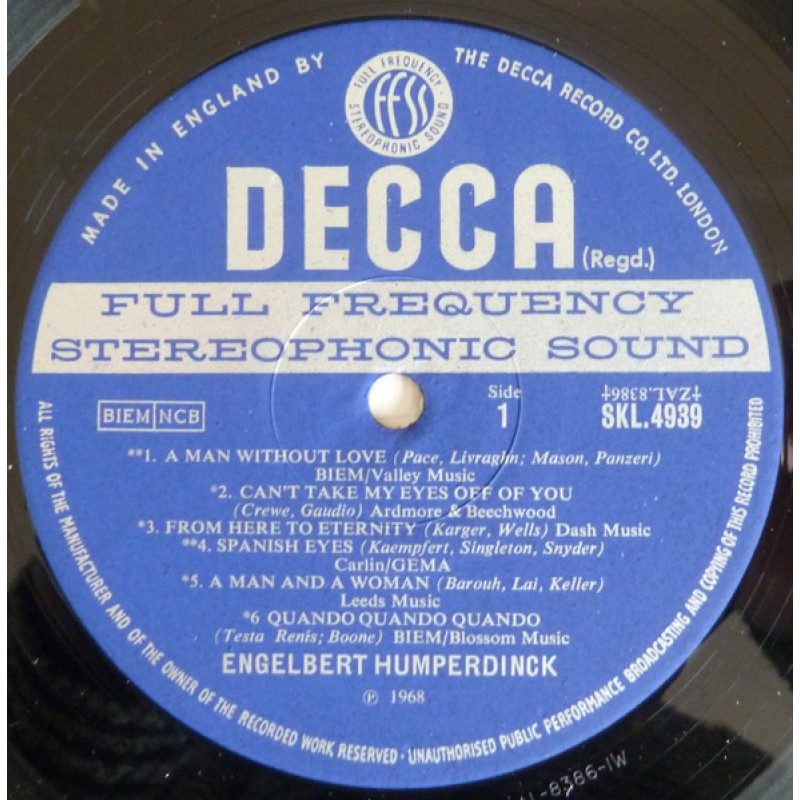 MADE IN ENGLAND BY THE DECCA RECORD CO. LTD. LONDON
FULL FREQUENCY · STEREOPHONIC SOUND ·
FFSS
DECCA (Regd.)
FULL FREQUENCY
STEREOPHONIC SOUND
BIEM NCB
Side
1
‡ZAL.8386‡
SKL.4939
**1. A MAN WITHOUT LOVE (Pace, Livraghn; Mason, Panzeri)
BIEM/Valley Music
*2. CAN'T TAKE MY EYES OFF OF YOU
(Crewe, Gaudio) Ardmore & Beechwood
*3. FROM HERE TO ETERNITY (Karger, Wells) Dash Music
**4. SPANISH EYES (Kaempfert, Singleton, Snyder)
Carlin/GEMA
*5. A MAN AND A WOMAN (Barouh, Lai, Keller)
Leeds Music
*6 QUANDO QUANDO QUANDO
(Testa Renis; Boone) BIEM/Blossom Music
ENGELBERT HUMPERDINCK
℗ 1968
ALL RIGHTS OF THE MANUFACTURER AND OF THE OWNER OF THE RECORDED WORK RESERVED · UNAUTHORISED PUBLIC PERFORMANCE BROADCASTING AND COPYING OF THIS RECORD PROHIBITED
AL-8386-1W